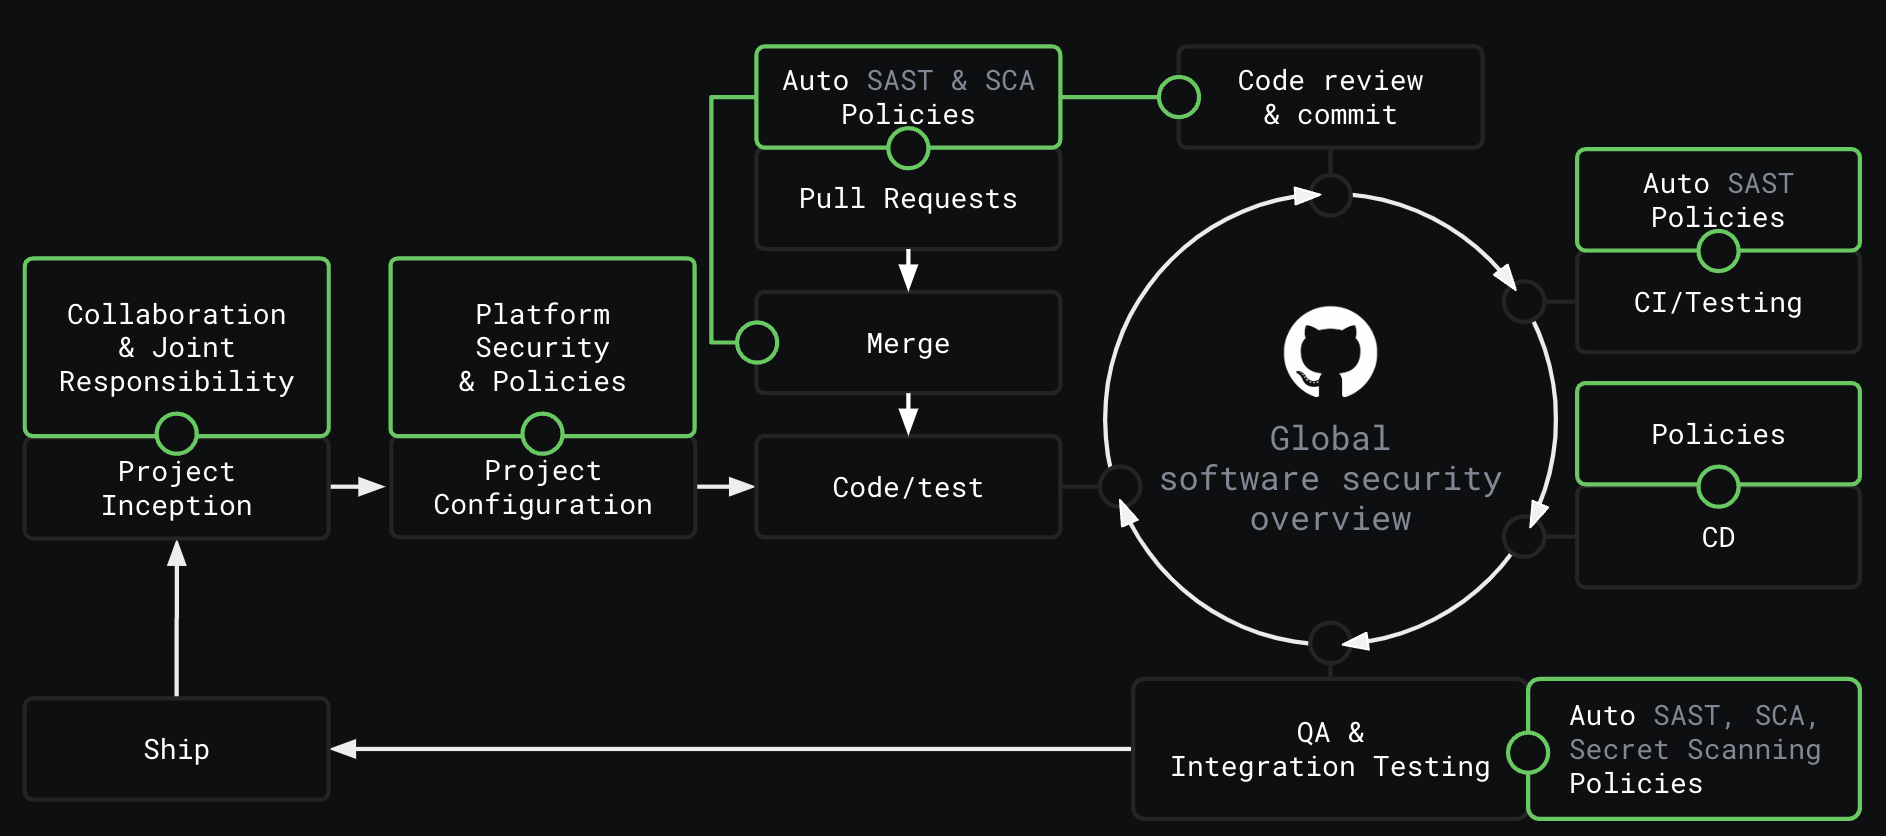 Auto SAST & SCA
Policies
Pull Requests
Code review
& commit
Auto SAST
Policies
CI/Testing
Collaboration
& Joint
Responsibility
Project
Inception
Platform
Security
& Policies
Project
Configuration
Merge
Code/test
Global
software security
overview
Policies
CD
Ship
QA &
Integration Testing
Auto SAST, SCA,
Secret Scanning
Policies